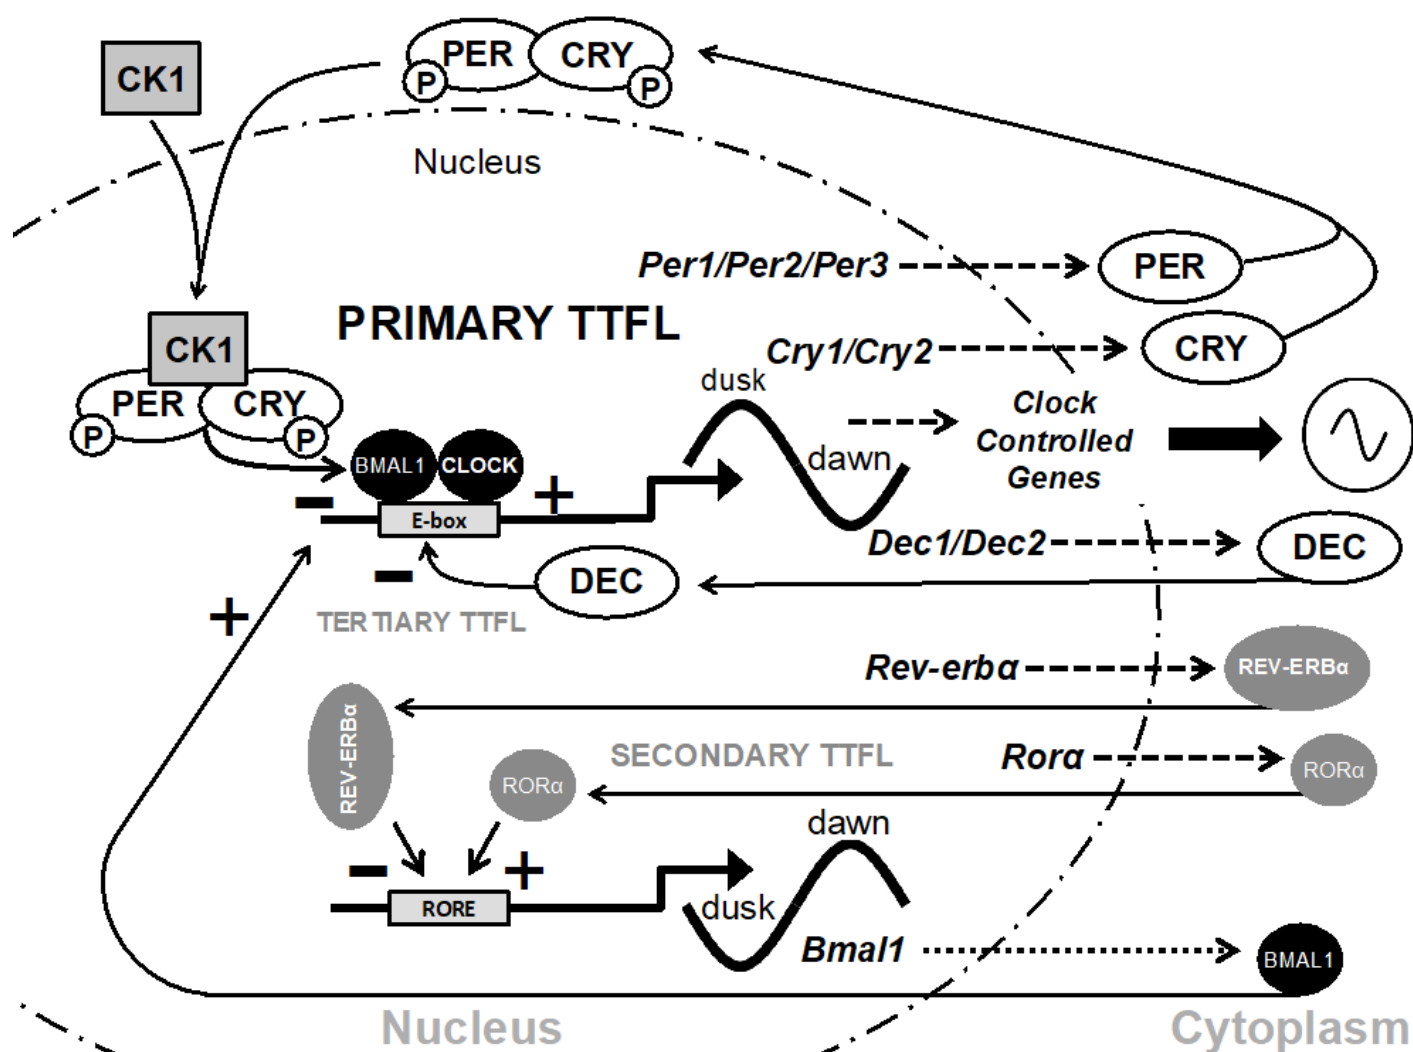 PER CRY
P P
CK1
Nucleus
Per1/Per2/Per3 PER
PRIMARY TTFL
CK1
Cry1/Cry2 CRY
PER CRY
P P
dusk
dawn
Clock
Controlled
Genes
BMAL1 CLOCK
- +
E-box
Dec1/Dec2 DEC
- DEC
+
TERTIARY TTFL
Rev-erbα REV-ERBα
REV-ERBα
SECONDARY TTFL
Rorα RORα
RORα
dawn
- +
RORE
dusk
Bmal1 BMAL1
Nucleus Cytoplasm